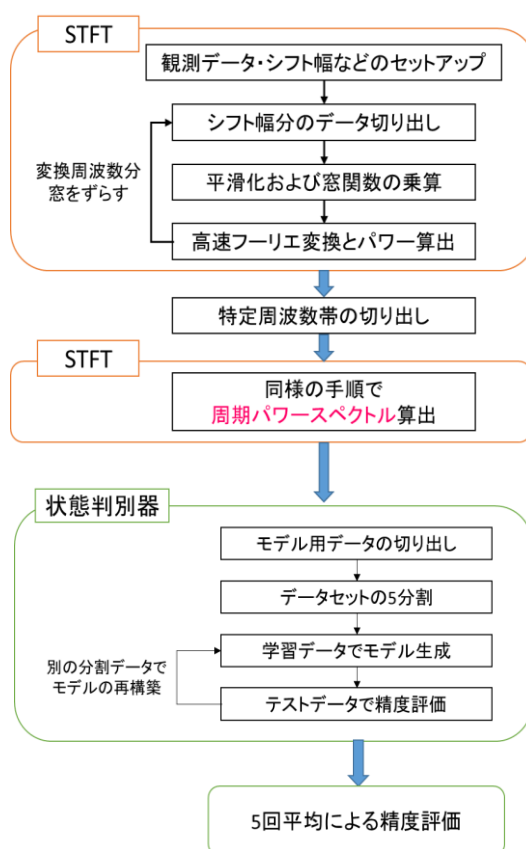 STFT
観測データ・シフト幅などのセットアップ
シフト幅分のデータ切り出し
変換周波数分
窓をずらす
平滑化および窓関数の乗算
高速フーリエ変換とパワー算出
特定周波数帯の切り出し
STFT
同様の手順で
周期パワースペクトル算出
状態判別器
モデル用データの切り出し
データセットの5分割
学習データでモデル生成
別の分割データで
モデルの再構築
テストデータで精度評価
5回平均による精度評価